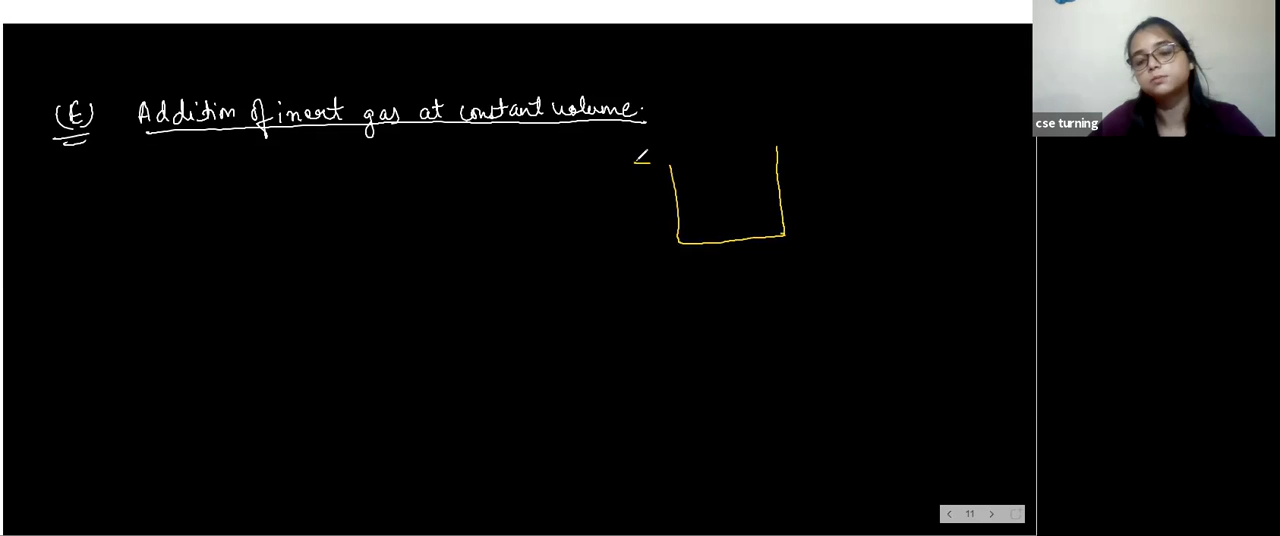 (E) Addition of inert gas at constant volume.
cse turning
11